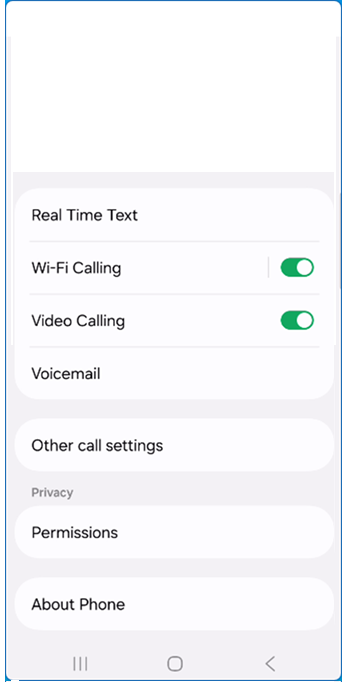 Real Time Text
Wi-Fi Calling
Video Calling
Voicemail
Other call settings
Privacy
Permissions
About Phone